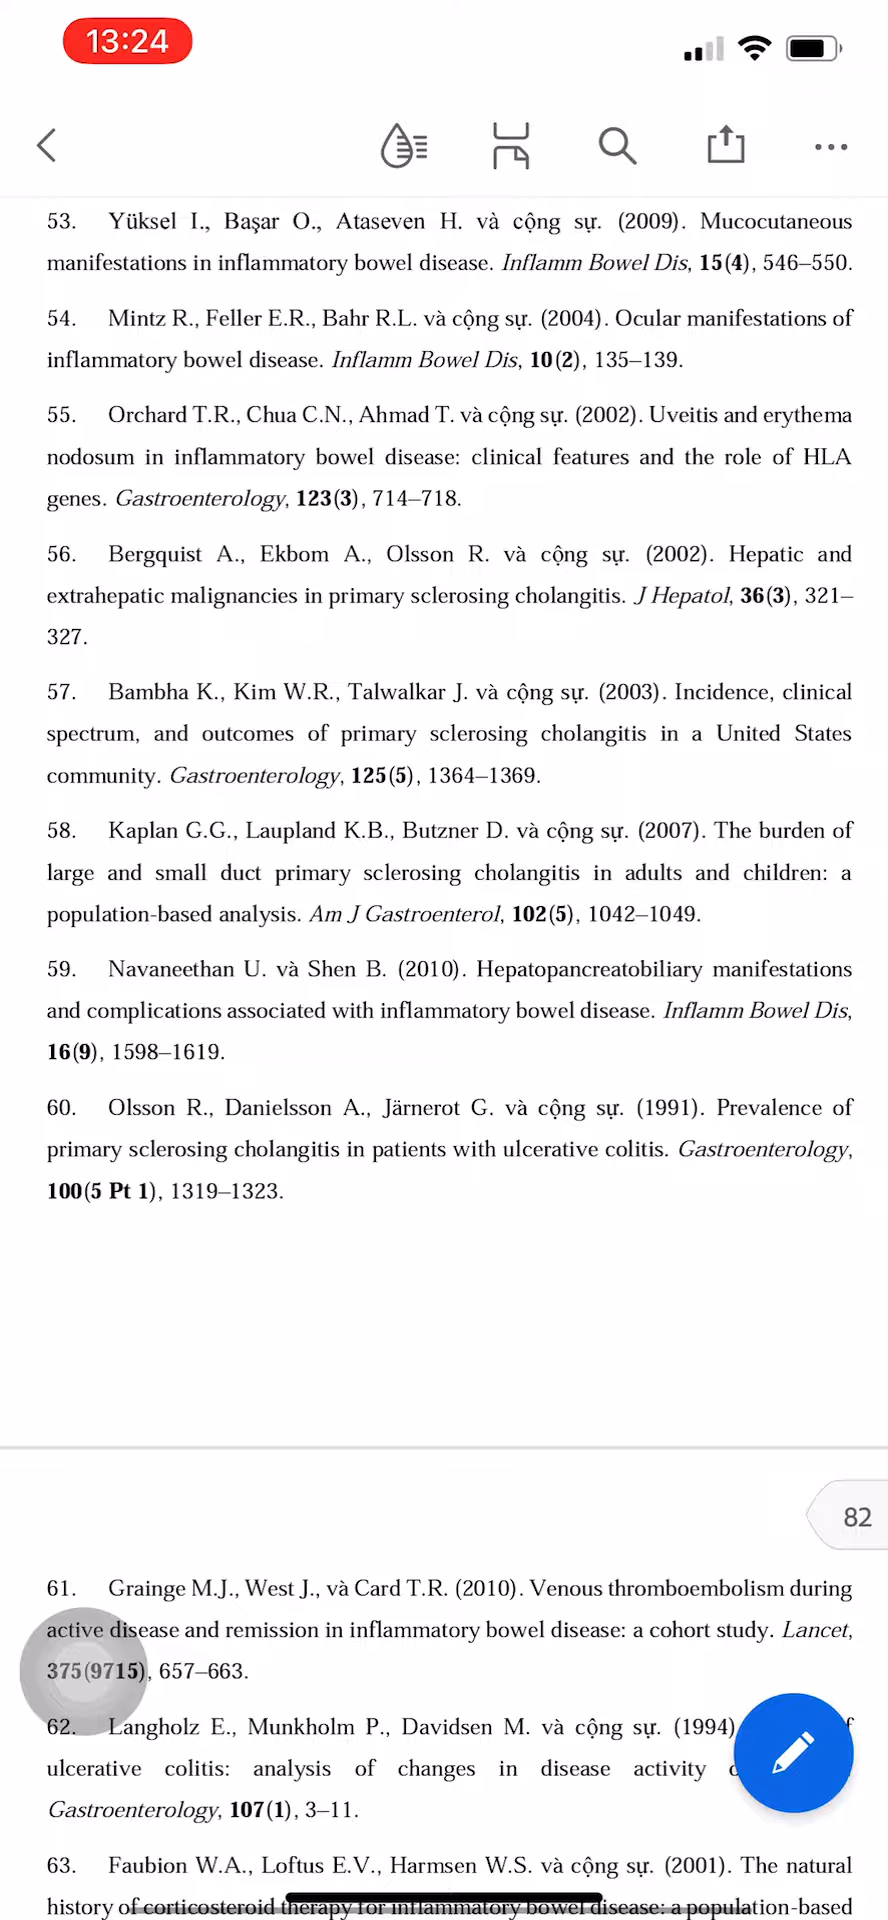 13:24
53. Yüksel I., Başar O., Ataseven H. và cộng sự. (2009). Mucocutaneous
manifestations in inflammatory bowel disease. Inflamm Bowel Dis, 15(4), 546–550.
54. Mintz R., Feller E.R., Bahr R.L. và cộng sự. (2004). Ocular manifestations of
inflammatory bowel disease. Inflamm Bowel Dis, 10(2), 135–139.
55. Orchard T.R., Chua C.N., Ahmad T. và cộng sự. (2002). Uveitis and erythema
nodosum in inflammatory bowel disease: clinical features and the role of HLA
genes. Gastroenterology, 123(3), 714–718.
56. Bergquist A., Ekbom A., Olsson R. và cộng sự. (2002). Hepatic and
extrahepatic malignancies in primary sclerosing cholangitis. J Hepatol, 36(3), 321–
327.
57. Bambha K., Kim W.R., Talwalkar J. và cộng sự. (2003). Incidence, clinical
spectrum, and outcomes of primary sclerosing cholangitis in a United States
community. Gastroenterology, 125(5), 1364–1369.
58. Kaplan G.G., Laupland K.B., Butzner D. và cộng sự. (2007). The burden of
large and small duct primary sclerosing cholangitis in adults and children: a
population-based analysis. Am J Gastroenterol, 102(5), 1042–1049.
59. Navaneethan U. và Shen B. (2010). Hepatopancreatobiliary manifestations
and complications associated with inflammatory bowel disease. Inflamm Bowel Dis,
16(9), 1598–1619.
60. Olsson R., Danielsson A., Järnerot G. và cộng sự. (1991). Prevalence of
primary sclerosing cholangitis in patients with ulcerative colitis. Gastroenterology,
100(5 Pt 1), 1319–1323.
82
61. Grainge M.J., West J., và Card T.R. (2010). Venous thromboembolism during
active disease and remission in inflammatory bowel disease: a cohort study. Lancet,
375(9715), 657–663.
62. Langholz E., Munkholm P., Davidsen M. và cộng sự. (1994)
ulcerative colitis: analysis of changes in disease activity
Gastroenterology, 107(1), 3–11.
63. Faubion W.A., Loftus E.V., Harmsen W.S. và cộng sự. (2001). The natural
history of corticosteroid therapy for inflammatory bowel disease: a population-based